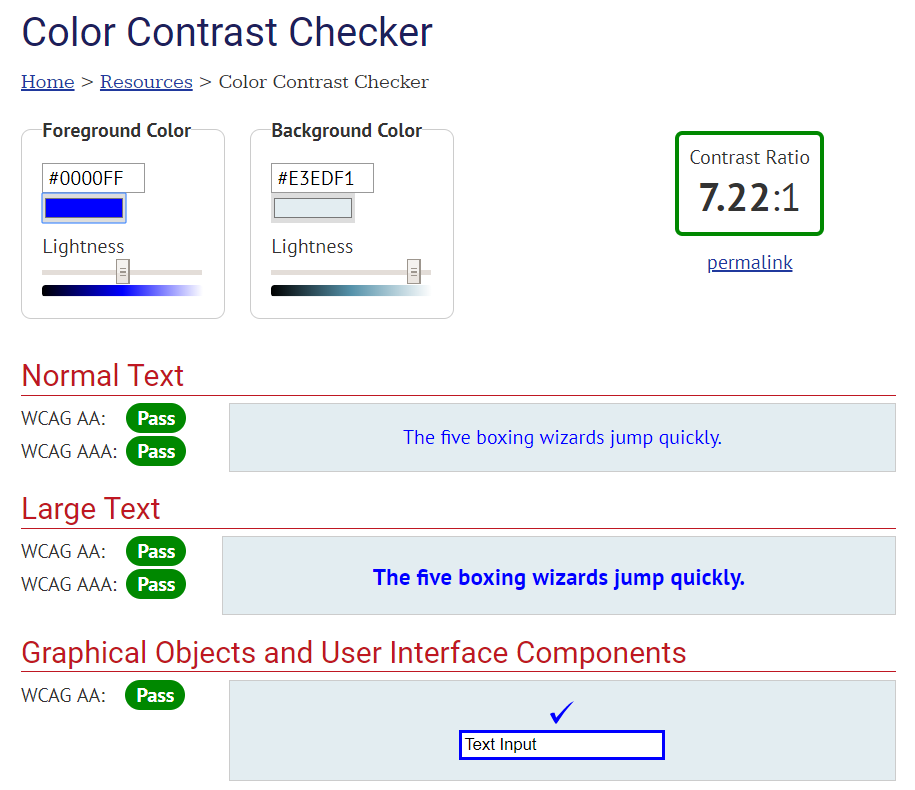 Color Contrast Checker
Home > Resources > Color Contrast Checker
Foreground Color
#0000FF
Lightness
Background Color
#E3EDF1
Lightness
Contrast Ratio
7.22:1
permalink
Normal Text
WCAG AA: Pass
WCAG AAA: Pass
The five boxing wizards jump quickly.
Large Text
WCAG AA: Pass
WCAG AAA: Pass
The five boxing wizards jump quickly.
Graphical Objects and User Interface Components
WCAG AA: Pass
✓
Text Input